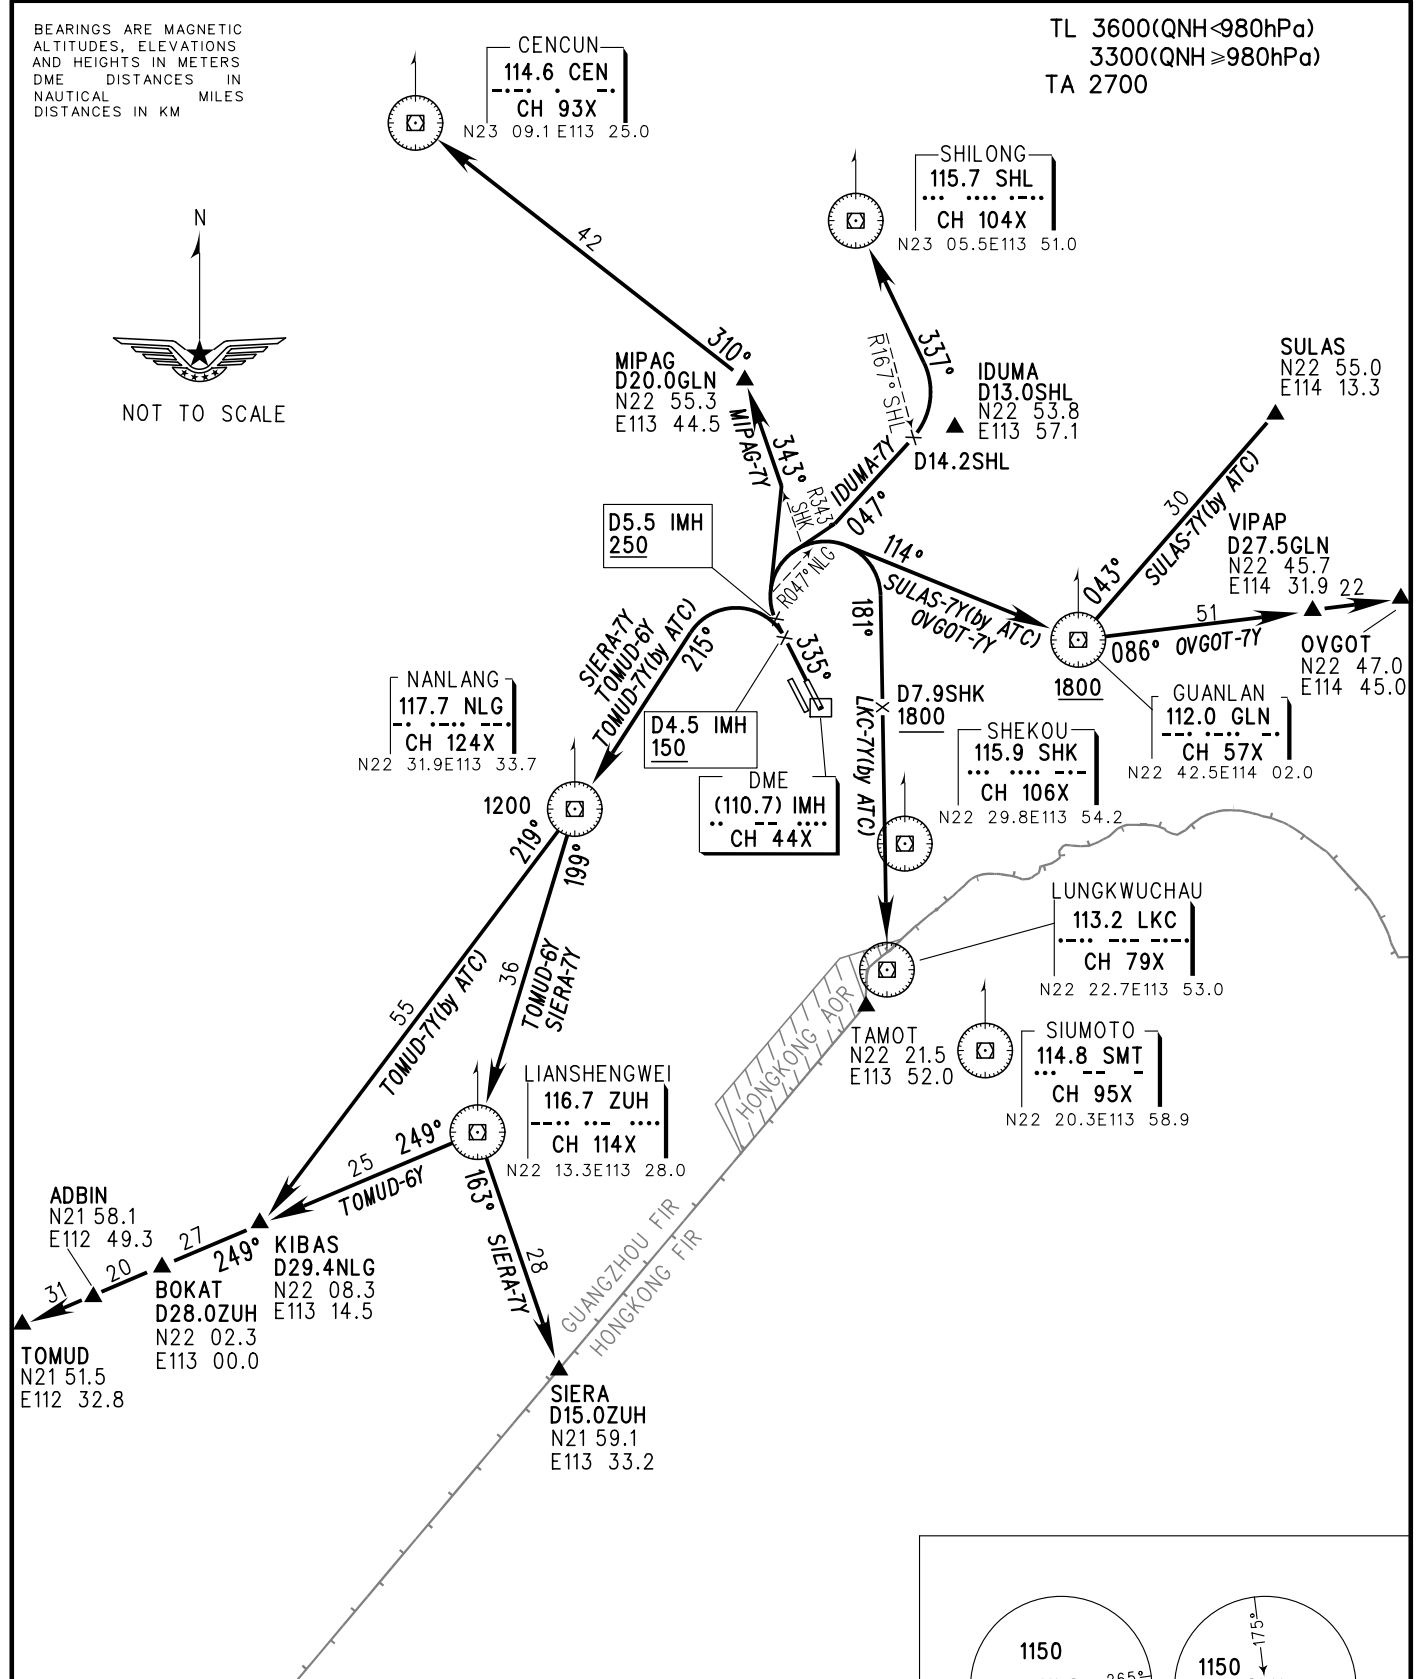 BEARINGS ARE MAGNETIC
ALTITUDES, ELEVATIONS
AND HEIGHTS IN METERS
DME DISTANCES IN
NAUTICAL MILES
DISTANCES IN KM
TL 3600(QNH<980hPa)
3300(QNH≥980hPa)
TA 2700
CENCUN
114.6 CEN
CH 93X
N23 09.1 E113 25.0
SHILONG
115.7 SHL
CH 104X
N23 05.5E113 51.0
N
NOT TO SCALE
42
310°
MIPAG
D20.0GLN
N22 55.3
E113 44.5
MIPAG-7Y
343°
R343°
SHK
337°
R167° SHL
IDUMA
D13.0SHL
N22 53.8
E113 57.1
D14.2SHL
IDUMA-7Y
047°
SULAS
N22 55.0
E114 13.3
30
SULAS-7Y(by ATC)
043°
VIPAP
D27.5GLN
N22 45.7
E114 31.9
22
51
086° OVGOT-7Y
OVGOT
N22 47.0
E114 45.0
D5.5 IMH
250
R047° NLG
114°
SULAS-7Y(by ATC)
OVGOT-7Y
1800
GUANLAN
112.0 GLN
CH 57X
N22 42.5E114 02.0
181°
335°
SIERA-7Y
TOMUD-6Y
TOMUD-7Y(by ATC)
215°
NANLANG
117.7 NLG
CH 124X
N22 31.9E113 33.7
D4.5 IMH
150
D7.9SHK
1800
LKC-7Y(by ATC)
DME
(110.7) IMH
CH 44X
SHEKOU
115.9 SHK
CH 106X
N22 29.8E113 54.2
1200
219°
199°
LUNGKWUCHAU
113.2 LKC
CH 79X
N22 22.7E113 53.0
55
TOMUD-7Y(by ATC)
36
TOMUD-6Y
SIERA-7Y
HONGKONG AOR
TAMOT
N22 21.5
E113 52.0
SIUMOTO
114.8 SMT
CH 95X
N22 20.3E113 58.9
LIANSHENGWEI
116.7 ZUH
CH 114X
N22 13.3E113 28.0
249°
25
TOMUD-6Y
163°
SIERA-7Y
28
ADBIN
N21 58.1
E112 49.3
27
249°
20
31
KIBAS
D29.4NLG
N22 08.3
E113 14.5
BOKAT
D28.0ZUH
N22 02.3
E113 00.0
TOMUD
N21 51.5
E112 32.8
GUANGZHOU FIR
HONGKONG FIR
SIERA
D15.0ZUH
N21 59.1
E113 33.2
1150
265°
175°
1150